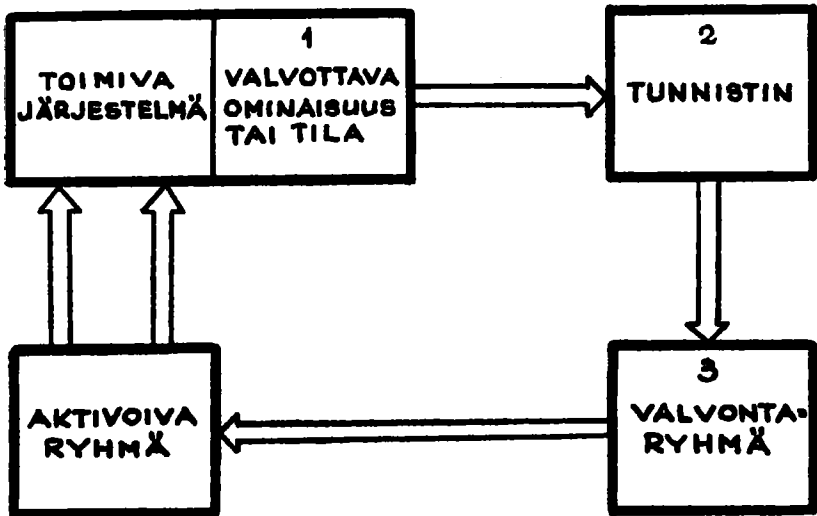 TOIMIVA
JÄRJESTELMÄ
1
VALVOTTAVA
OMINAISUUS
TAI TILA
2
TUNNISTIN
3
VALVONTA-
RYHMÄ
AKTIVOIVA
RYHMÄ